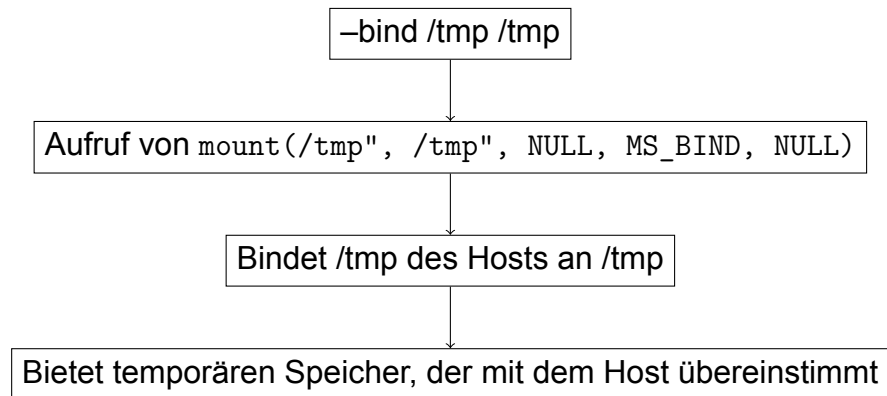 –bind /tmp /tmp
Aufruf von mount(/tmp", /tmp", NULL, MS_BIND, NULL)
Bindet /tmp des Hosts an /tmp
Bietet temporären Speicher, der mit dem Host übereinstimmt